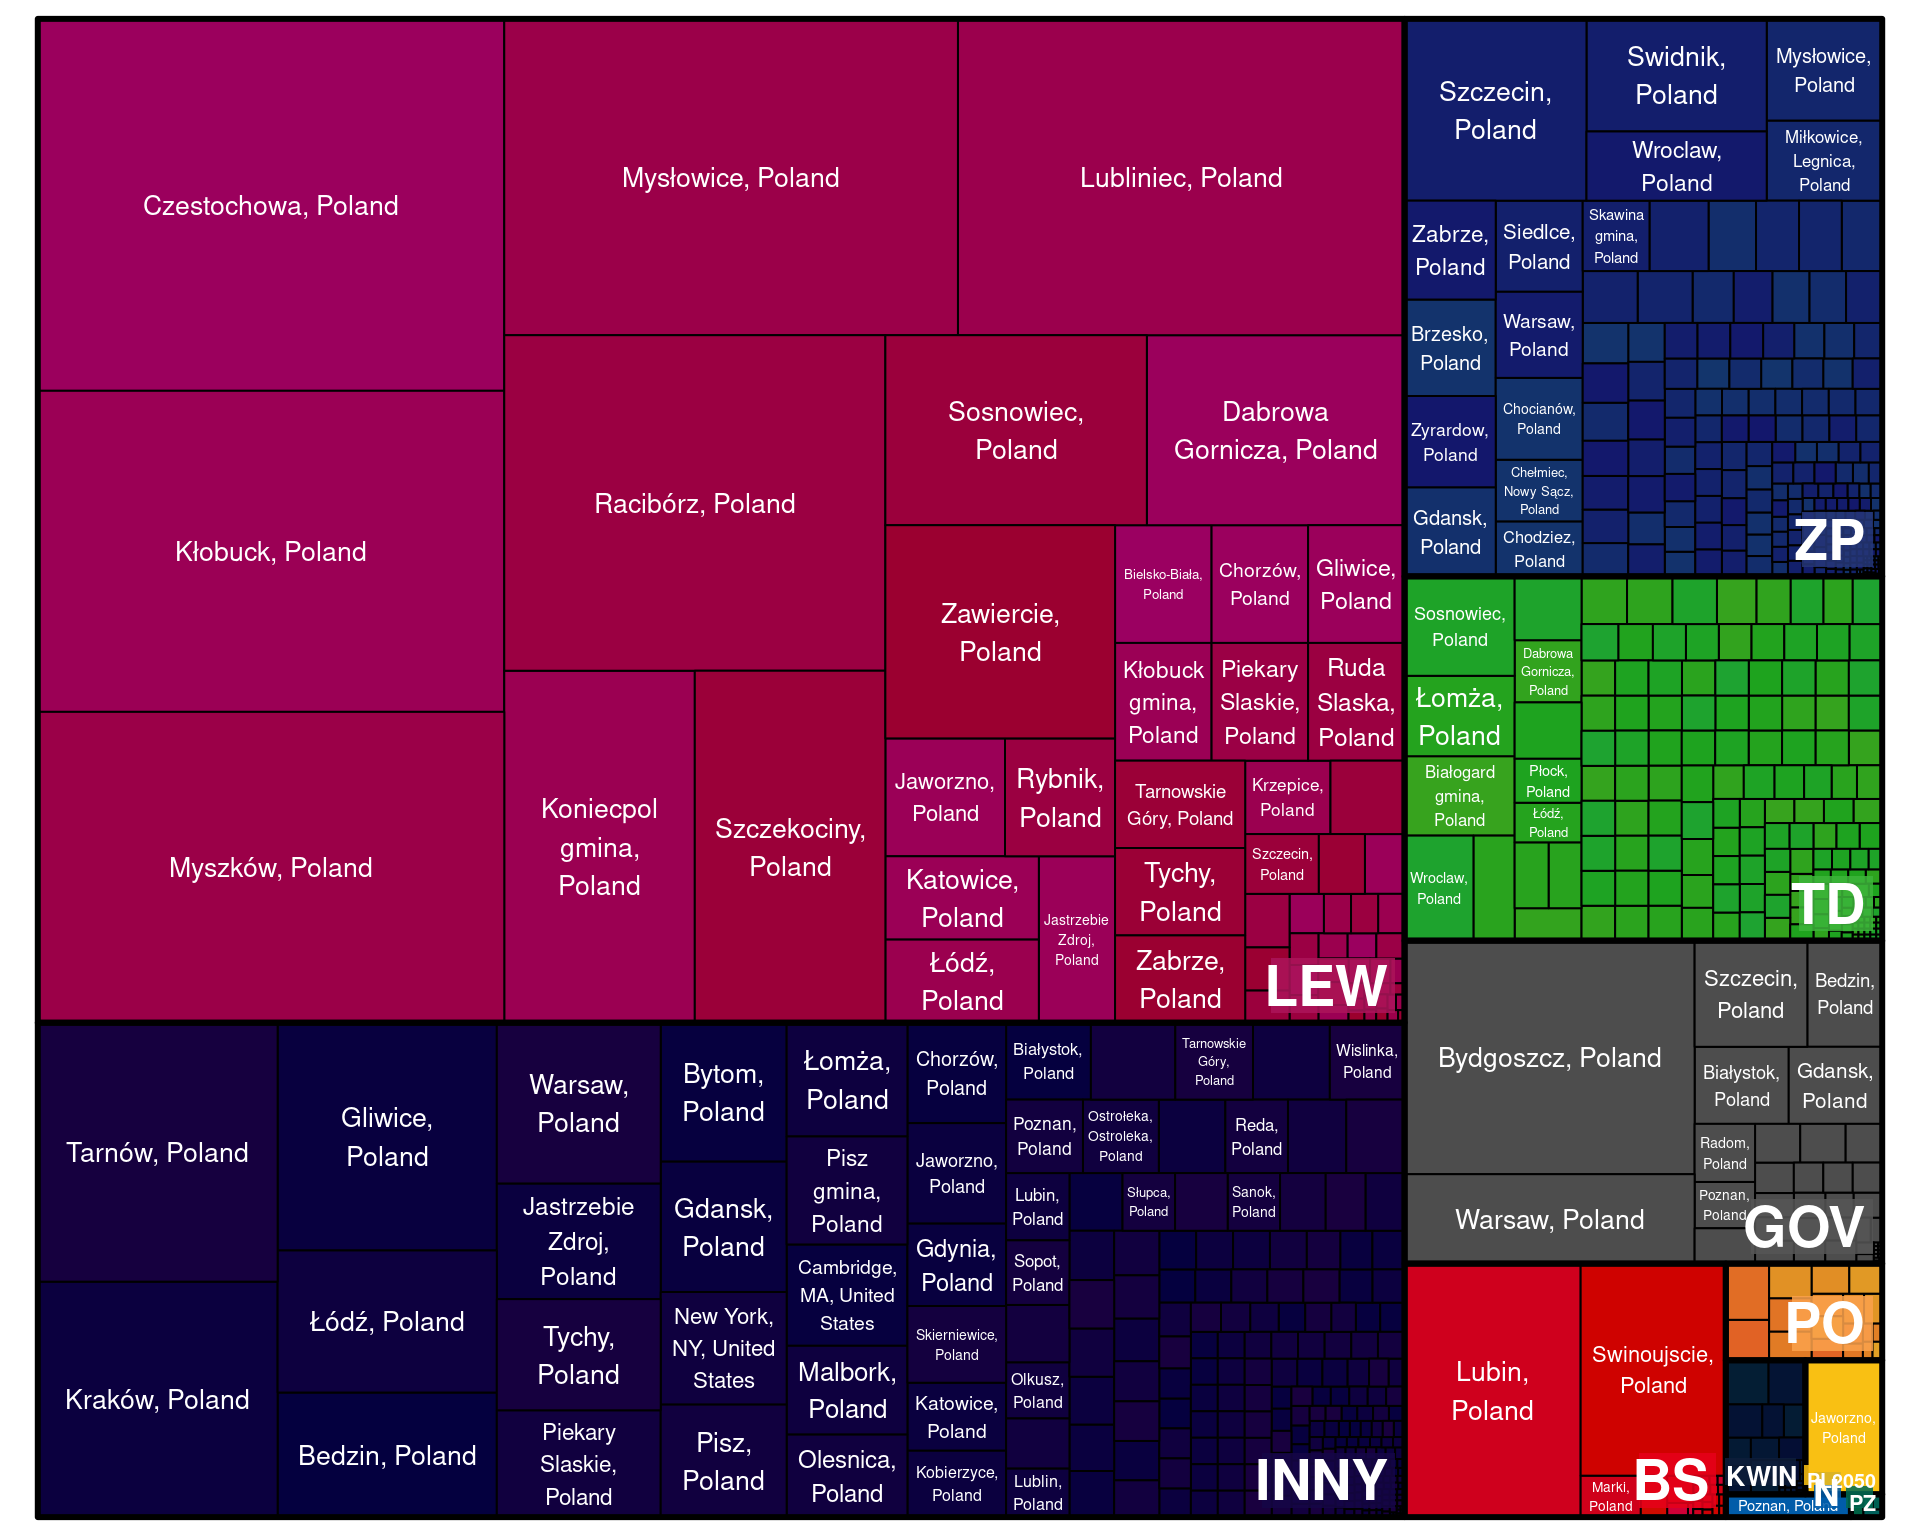 Czestochowa, Poland
Kłobuck, Poland
Myszków, Poland
Mysłowice, Poland
Lubliniec, Poland
Racibórz, Poland
Sosnowiec,
Poland
Dabrowa
Gornicza, Poland
Koniecpol
gmina,
Poland
Szczekociny,
Poland
Zawiercie,
Poland
Bielsko-Biała,
Poland
Chorzów,
Poland
Gliwice,
Poland
Kłobuck
gmina,
Poland
Piekary
Slaskie,
Poland
Ruda
Slaska,
Poland
Jaworzno,
Poland
Rybnik,
Poland
Katowice,
Poland
Łódź,
Poland
Jastrzebie
Zdroj,
Poland
Tarnowskie
Góry, Poland
Tychy,
Poland
Zabrze,
Poland
Krzepice,
Poland
Szczecin,
Poland
LEW
Szczecin,
Poland
Swidnik,
Poland
Mysłowice,
Poland
Wroclaw,
Poland
Miłkowice,
Legnica,
Poland
Zabrze,
Poland
Siedlce,
Poland
Skawina
gmina,
Poland
Brzesko,
Poland
Warsaw,
Poland
Zyrardow,
Poland
Chocianów,
Poland
Gdansk,
Poland
Chełmiec,
Nowy Sącz,
Poland
Chodziez,
Poland
ZP
Sosnowiec,
Poland
Łomża,
Poland
Białogard
gmina,
Poland
Wroclaw,
Poland
Dabrowa
Gornicza,
Poland
Płock,
Poland
Łódź,
Poland
TD
Bydgoszcz, Poland
Warsaw, Poland
Szczecin,
Poland
Bedzin,
Poland
Białystok,
Poland
Gdansk,
Poland
Radom,
Poland
Poznan,
Poland
GOV
Tarnów, Poland
Kraków, Poland
Gliwice,
Poland
Łódź, Poland
Bedzin, Poland
Warsaw,
Poland
Jastrzebie
Zdroj,
Poland
Tychy,
Poland
Piekary
Slaskie,
Poland
Bytom,
Poland
Gdansk,
Poland
New York,
NY, United
States
Pisz,
Poland
Łomża,
Poland
Pisz
gmina,
Poland
Cambridge,
MA, United
States
Malbork,
Poland
Olesnica,
Poland
Chorzów,
Poland
Jaworzno,
Poland
Gdynia,
Poland
Skierniewice,
Poland
Katowice,
Poland
Kobierzyce,
Poland
Białystok,
Poland
Tarnowskie
Góry,
Poland
Wislinka,
Poland
Poznan,
Poland
Ostrołeka,
Ostroleka,
Poland
Reda,
Poland
Lubin,
Poland
Słupca,
Poland
Sanok,
Poland
Sopot,
Poland
Olkusz,
Poland
Lublin,
Poland
INNY
Lubin,
Poland
Swinoujscie,
Poland
Marki,
Poland
BS
PO
KWIN
Jaworzno,
Poland
PL2050
Poznan, Poland
N
PZ